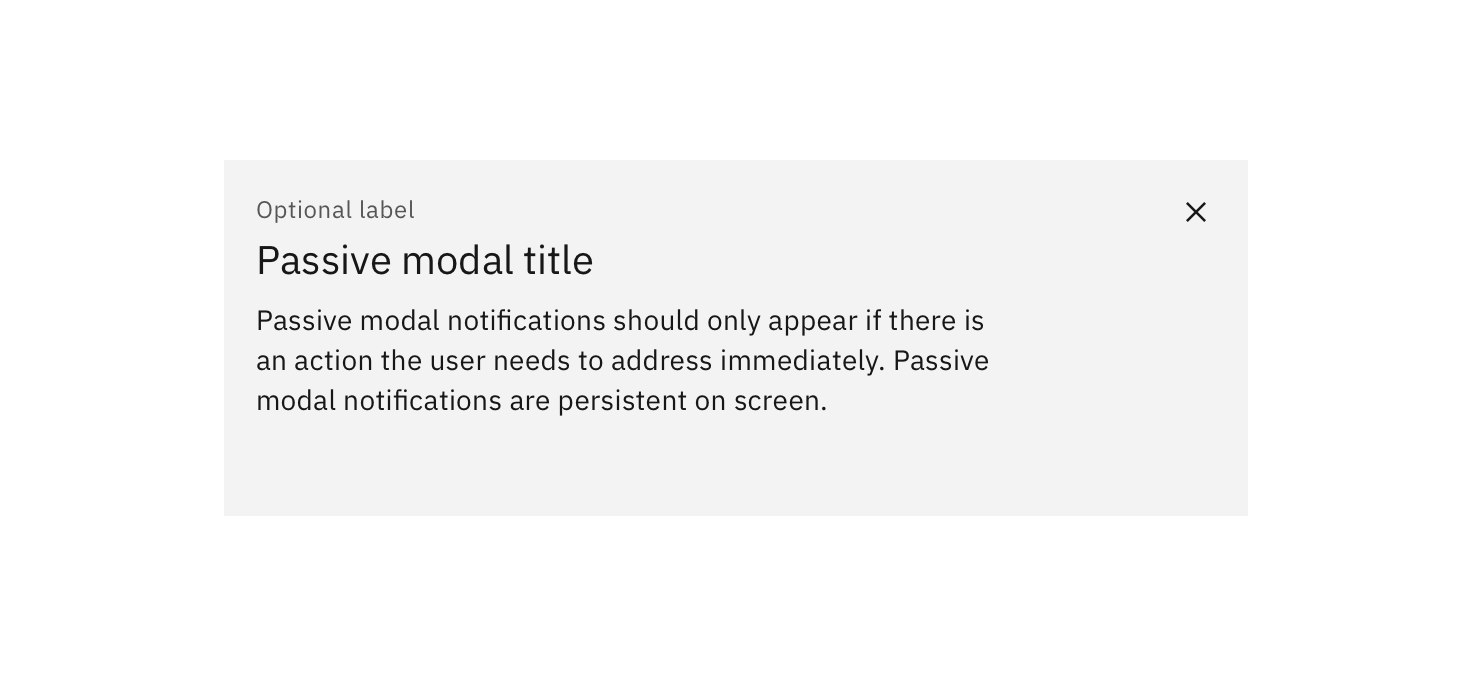 Optional label
Passive modal title
Passive modal notifications should only appear if there is
an action the user needs to address immediately. Passive
modal notifications are persistent on screen.